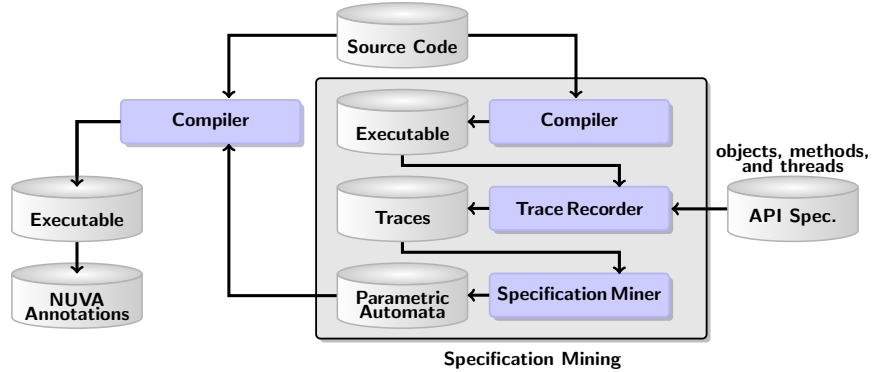 Source Code
Compiler
Executable
Compiler
objects, methods,
and threads
Executable
Traces
Trace Recorder
API Spec.
NUVA
Annotations
Parametric
Automata
Specification Miner
Specification Mining